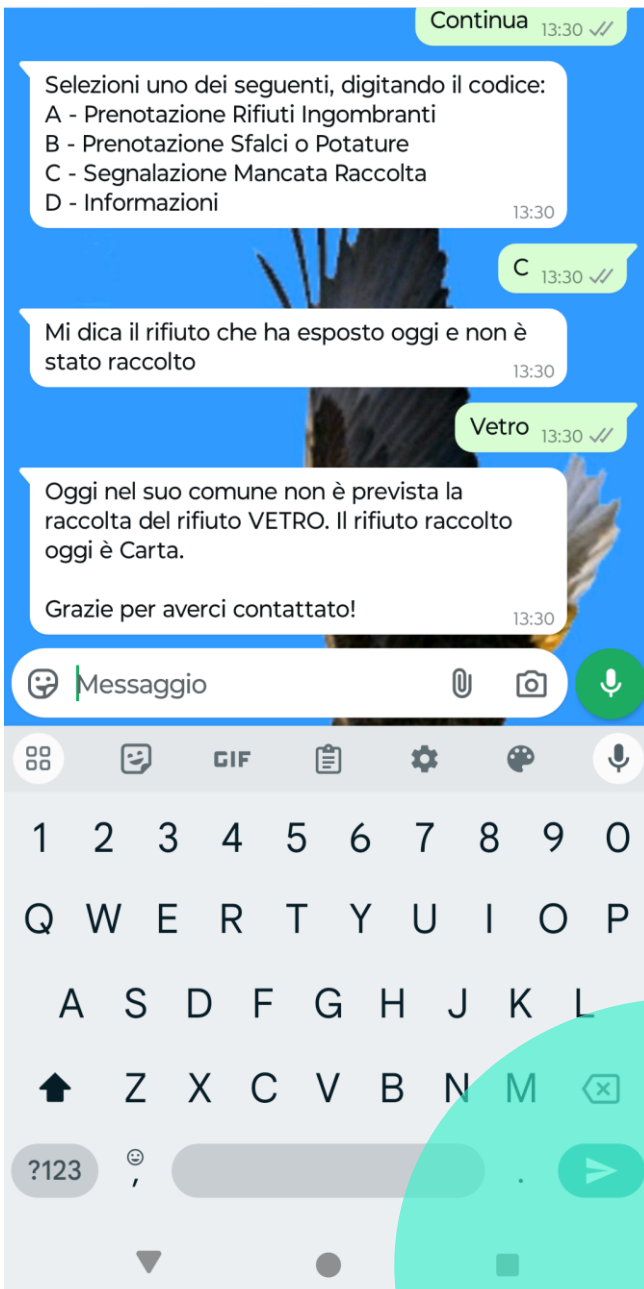 Continua 13:30
Selezioni uno dei seguenti, digitando il codice:
A - Prenotazione Rifiuti Ingombranti
B - Prenotazione Sfalci o Potature
C - Segnalazione Mancata Raccolta
D - Informazioni
13:30
C 13:30
Mi dica il rifiuto che ha esposto oggi e non è
stato raccolto
13:30
Vetro 13:30
Oggi nel suo comune non è prevista la
raccolta del rifiuto VETRO. Il rifiuto raccolto
oggi è Carta.
Grazie per averci contattato!
13:30
Messaggio
GIF
1 2 3 4 5 6 7 8 9 0
Q W E R T Y U I O P
A S D F G H J K L
Z X C V B N M
?123 , .